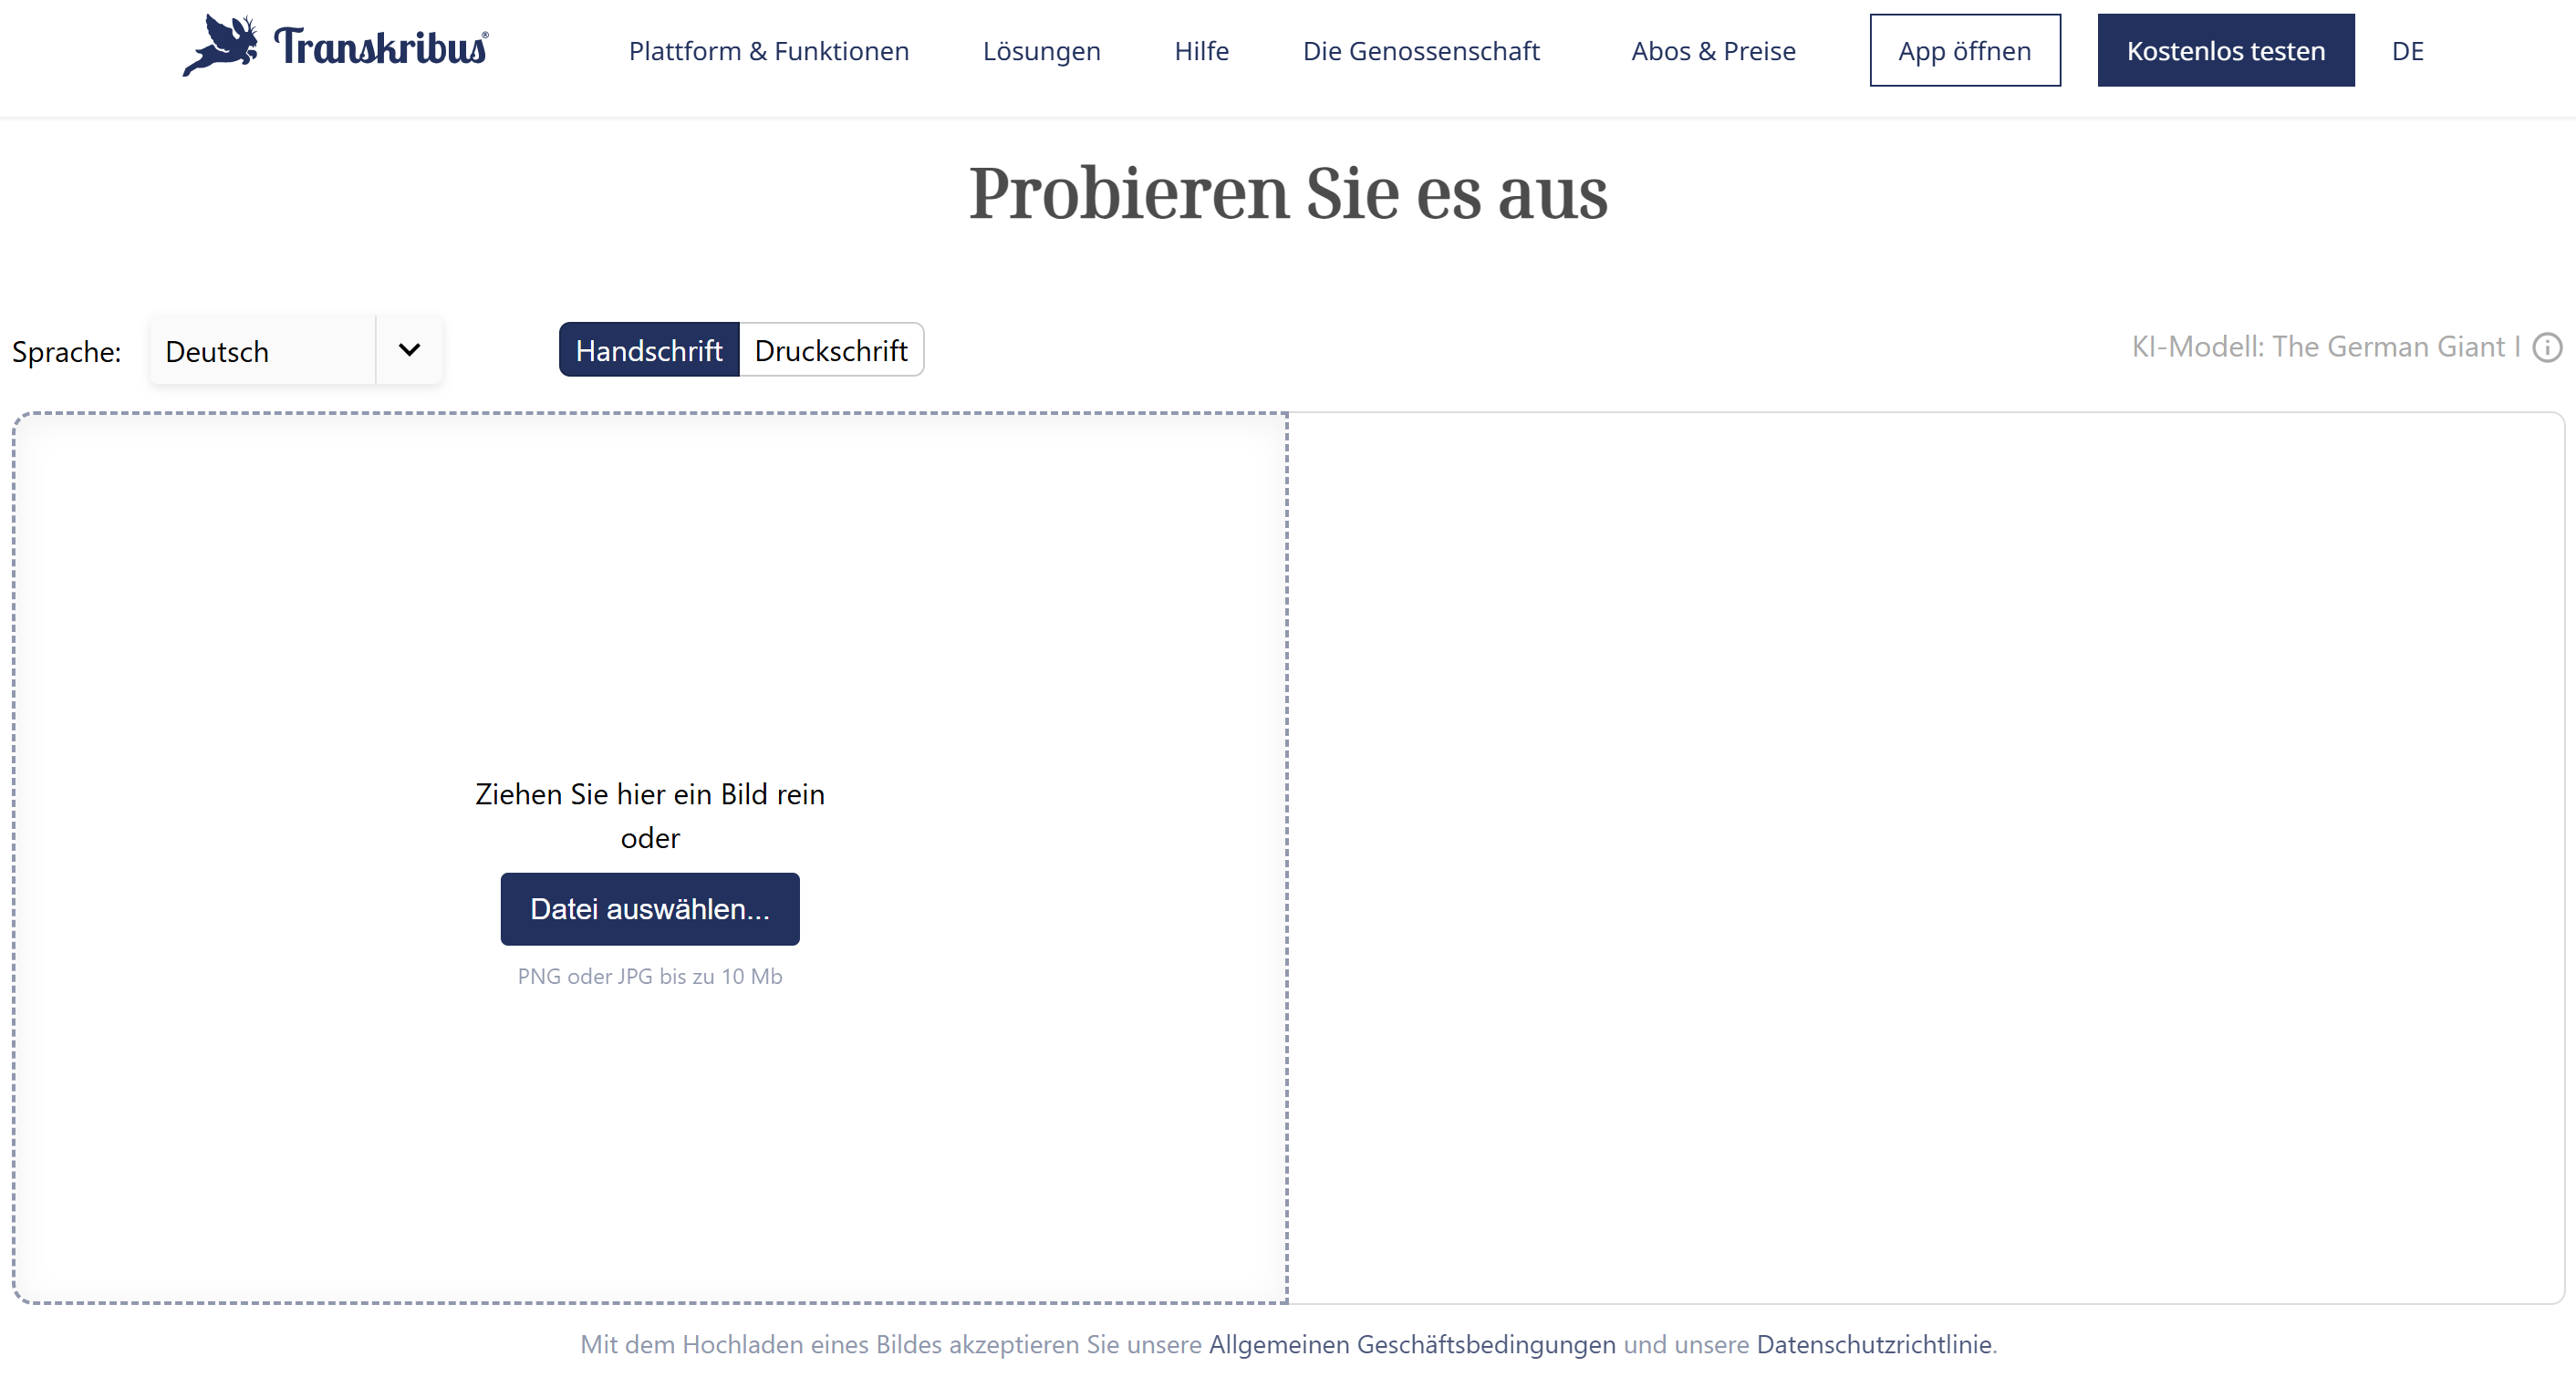 Transkribus®
Plattform & Funktionen Lösungen Hilfe Die Genossenschaft Abos & Preise App öffnen Kostenlos testen DE
Probieren Sie es aus
Sprache: Deutsch Handschrift Druckschrift KI-Modell: The German Giant I
Ziehen Sie hier ein Bild rein
oder
Datei auswählen...
PNG oder JPG bis zu 10 Mb
Mit dem Hochladen eines Bildes akzeptieren Sie unsere Allgemeinen Geschäftsbedingungen und unsere Datenschutzrichtlinie.